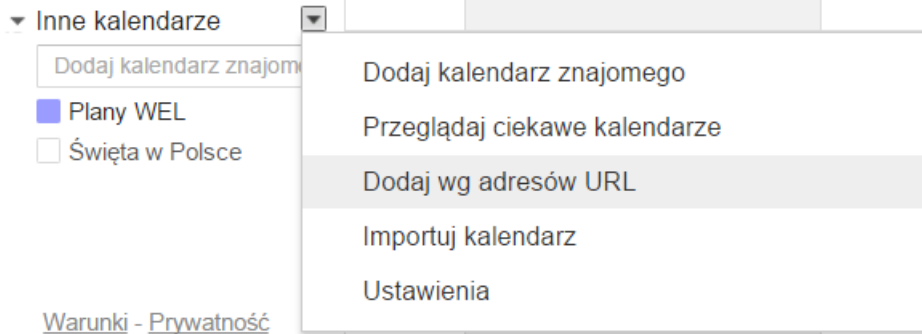 Inne kalendarze
Dodaj kalendarz znajom
Plany WEL
Święta w Polsce
Warunki - Prywatność
Dodaj kalendarz znajomego
Przeglądaj ciekawe kalendarze
Dodaj wg adresów URL
Importuj kalendarz
Ustawienia